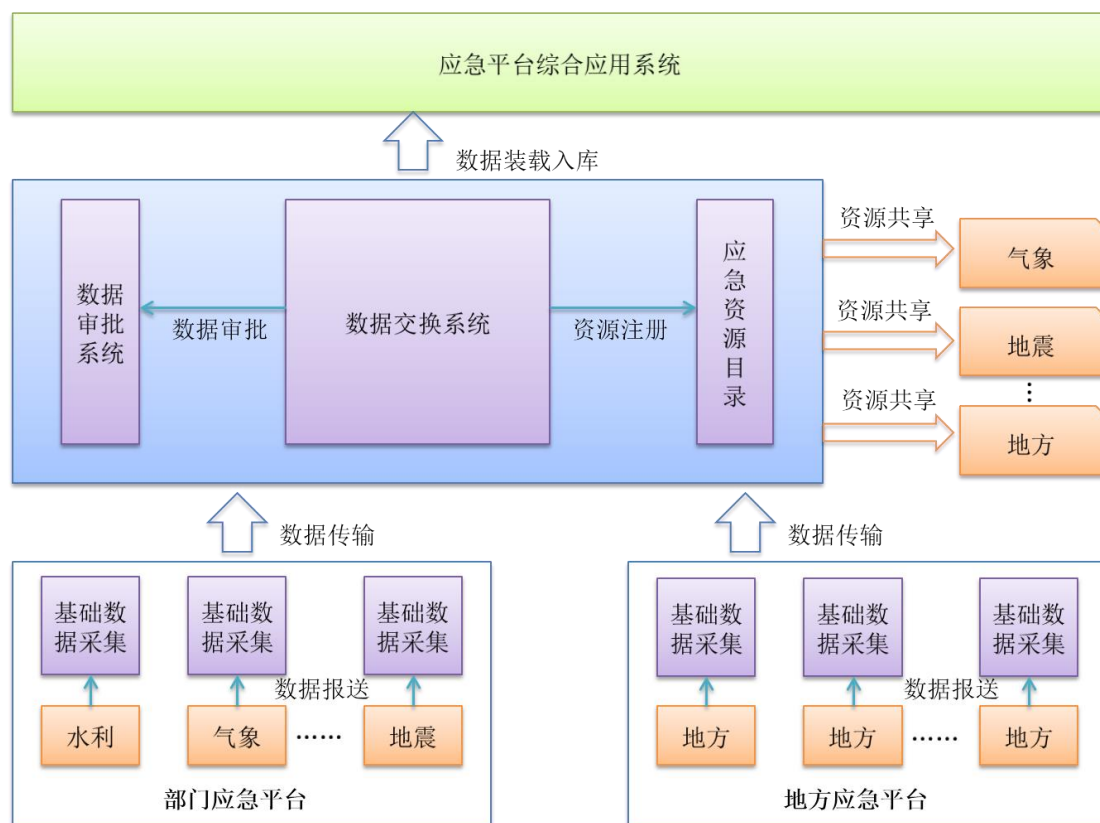 应急平台综合应用系统
数据装载入库
数据
审批
系统
数据审批
数据交换系统
资源注册
应
急
资
源
目
录
资源共享
气象
资源共享
地震
⋮
资源共享
地方
数据传输
数据传输
基础数
据采集
基础数
据采集
基础数
据采集
数据报送
水利
气象
……
地震
部门应急平台
基础数
据采集
基础数
据采集
基础数
据采集
数据报送
地方
地方
……
地方
地方应急平台